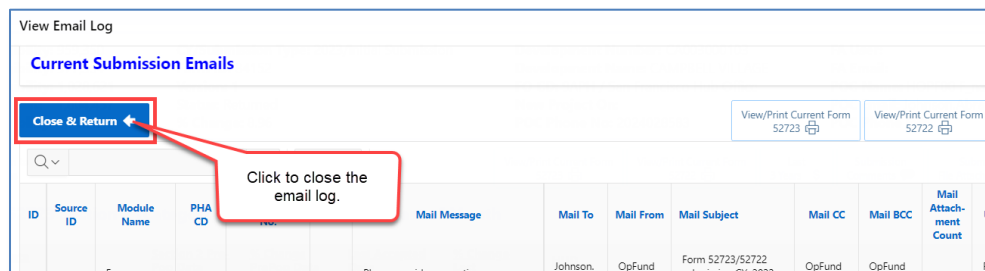 View Email Log
Current Submission Emails
Close & Return
View/Print Current Form
52723
View/Print Current Form
52722
Click to close the
email log.
ID
Source
ID
Module
Name
PHA
CD
No.
Mail Message
Mail To
Mail From
Mail Subject
Mail CC
Mail BCC
Mail
Attach-
ment
Count
Johnson,
OpFund
Form 52723/52722
OpFund
OpFund